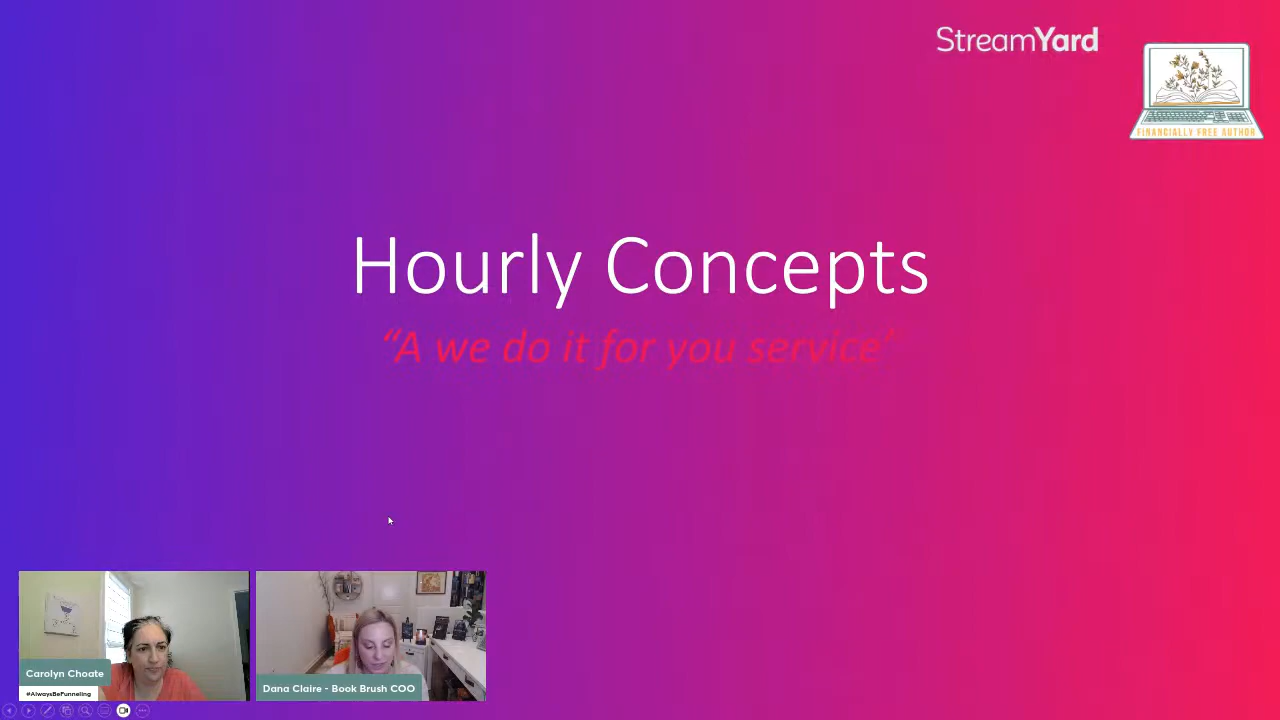 StreamYard
FINANCIALLY FREE AUTHOR
Hourly Concepts
“A we do it for you service”
Carolyn Choate
#AlwaysBeFunneling
Dana Claire - Book Brush COO